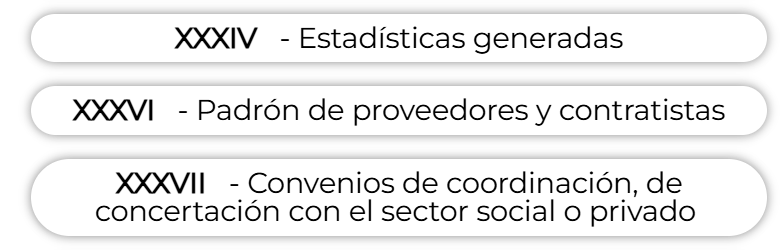 XXXIV - Estadísticas generadas
XXXVI - Padrón de proveedores y contratistas
XXXVII - Convenios de coordinación, de
concertación con el sector social o privado